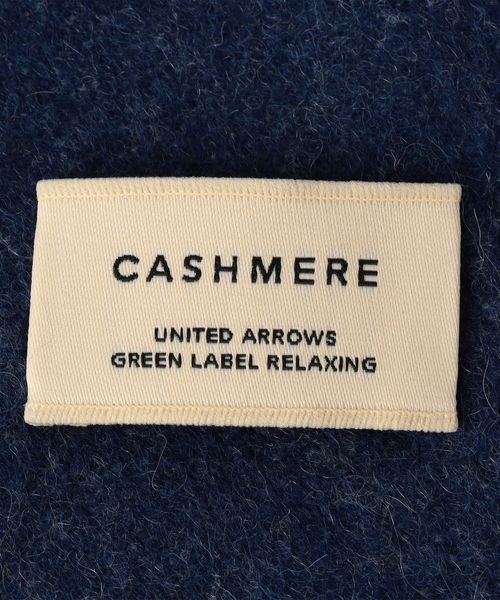 CASHMERE
UNITED ARROWS
GREEN LABEL RELAXING